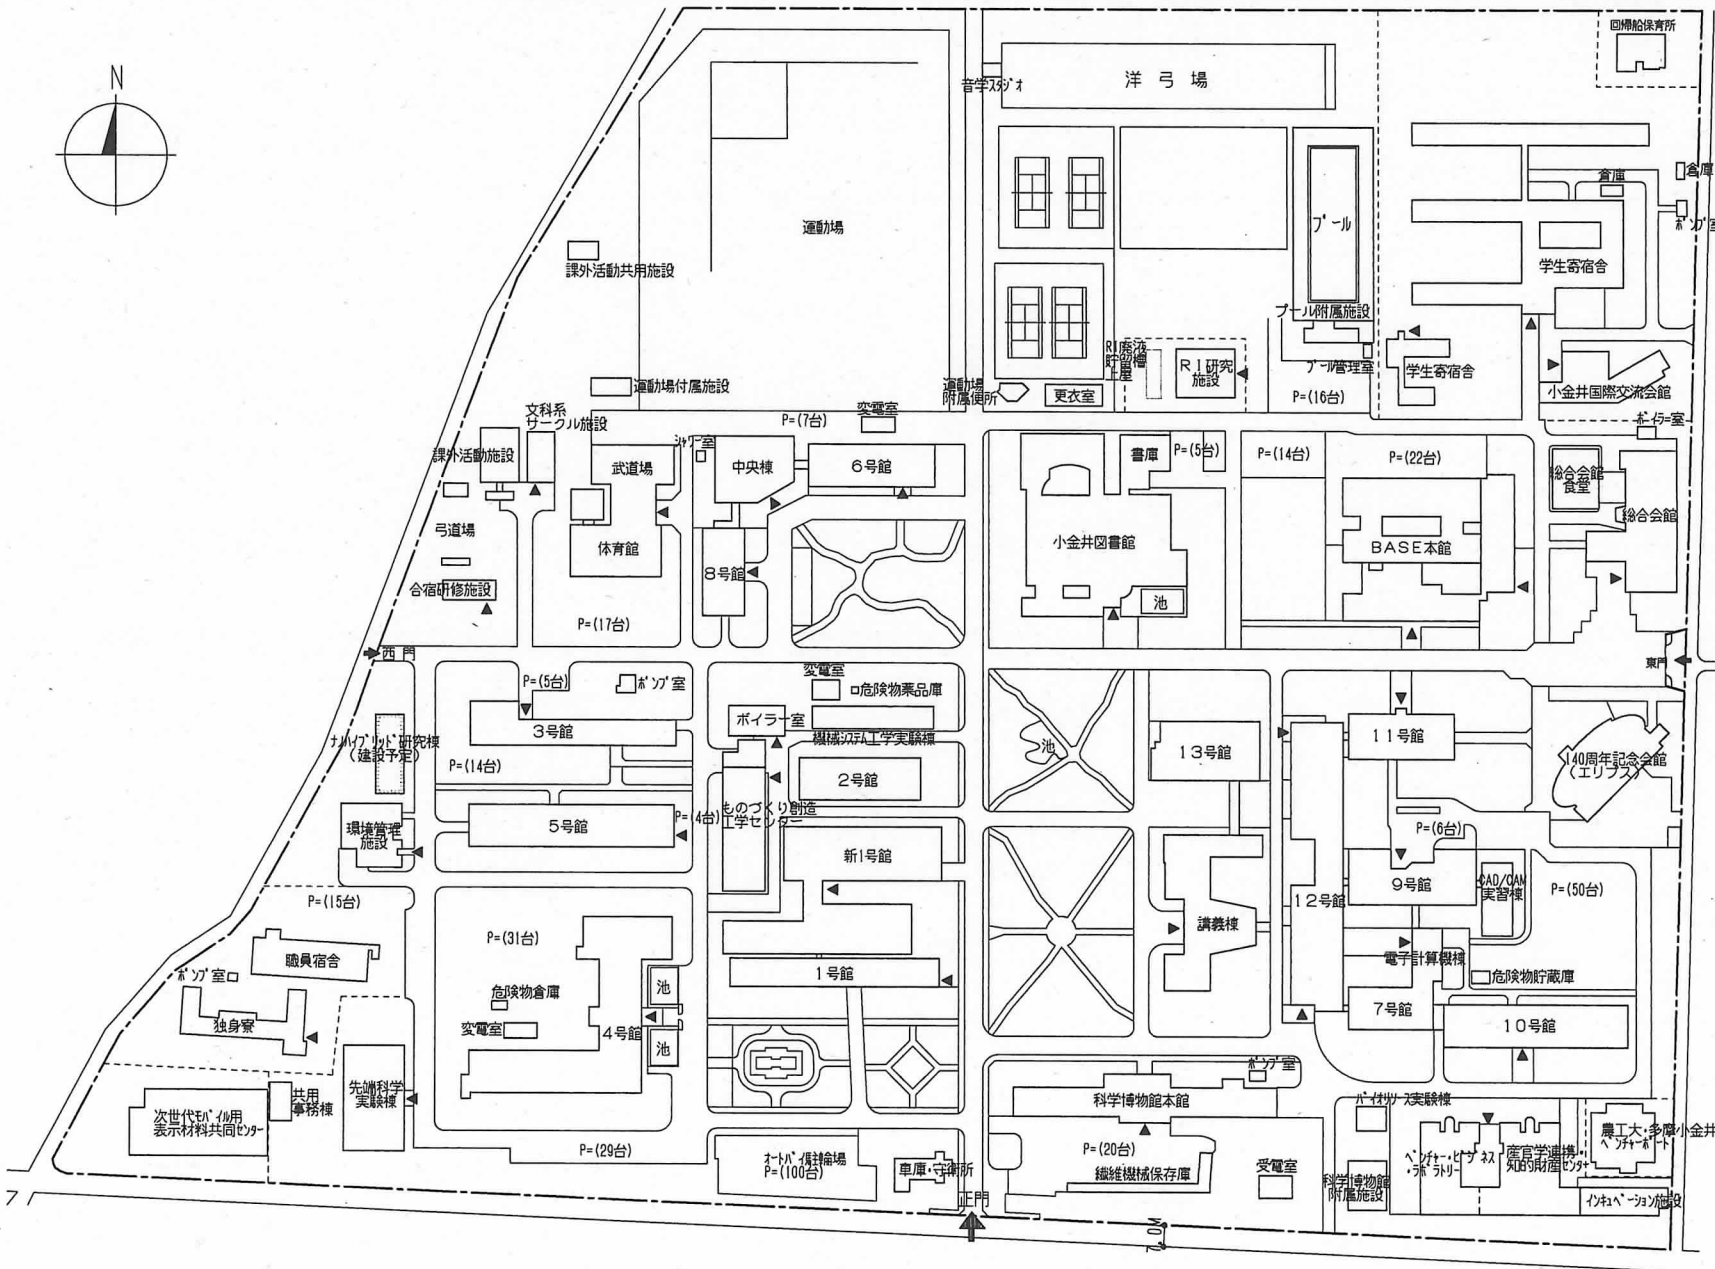 回帰船保育所
N
音学スタジオ
洋弓場
倉庫
倉庫
ポンプ室
運動場
プール
課外活動共用施設
学生寄宿舎
プール附属施設
RI廃液
貯留槽
上屋
RI研究
施設
プール管理室
学生寄宿舎
小金井国際交流会館
運動場付属施設
運動場
附属便所
更衣室
P=(16台)
文科系
サークル施設
P=(7台)
変電室
ボイラー室
課外活動施設
武道場
シャワー室
中央棟
6号館
書庫
P=(5台)
P=(14台)
P=(22台)
総合会館
食堂
総合会館
弓道場
体育館
小金井図書館
BASE本館
8号館
合宿研修施設
池
P=(17台)
西門
東門
P=(5台)
ポンプ室
変電室
危険物薬品庫
ボイラー室
3号館
機械システム工学実験棟
池
13号館
11号館
ナノハイブリッド研究棟
(建設予定)
P=(14台)
2号館
140周年記念会館
(エリプス)
環境管理
施設
5号館
P=(4台)
ものづくり創造
工学センター
P=(6台)
新1号館
9号館
CAD/CAM
実習棟
P=(50台)
P=(15台)
12号館
講義棟
P=(31台)
職員宿舎
電子計算機棟
ポンプ室
1号館
危険物貯蔵庫
危険物倉庫
池
独身寮
変電室
4号館
池
7号館
10号館
ポンプ室
先端科学
実験棟
共用
事務棟
科学博物館本館
バイオリソース実験棟
次世代モバイル用
表示材料共同センター
ベンチャー・ビジネス
・ラボラトリー
産官学連携・
知的財産センター
農工大・多摩小金井
ベンチャーポート
P=(29台)
オートバイ駐輪場
P=(100台)
車庫・守衛所
P=(20台)
繊維機械保存庫
受電室
科学博物館
附属施設
インキュベーション施設
正門
7
7.0M